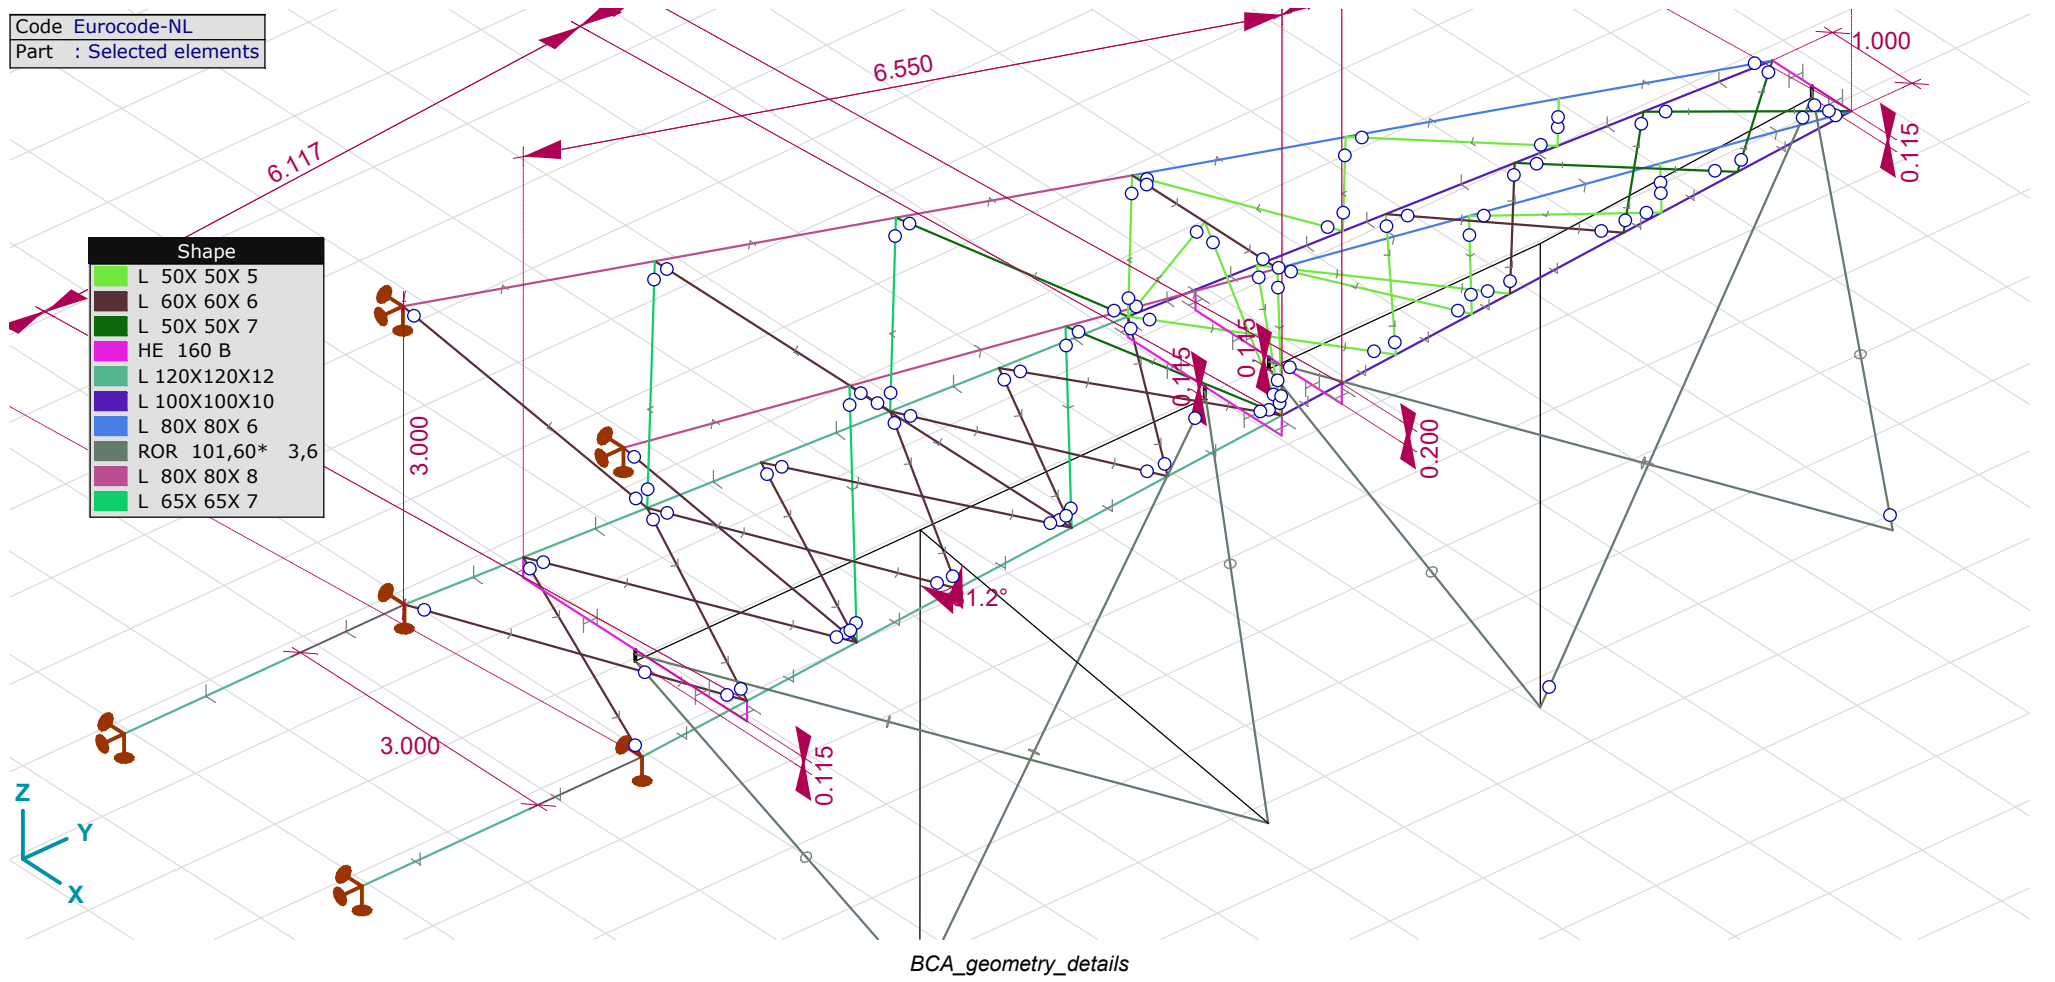 Code Eurocode-NL
Part : Selected elements
6.117
6.550
1.000
0.115
Shape
L 50X 50X 5
L 60X 60X 6
L 50X 50X 7
HE 160 B
L 120X120X12
L 100X100X10
L 80X 80X 6
ROR 101,60* 3,6
L 80X 80X 8
L 65X 65X 7
3.000
0.115
0.115
0.200
3.000
0.115
Z
Y
X
BCA_geometry_details